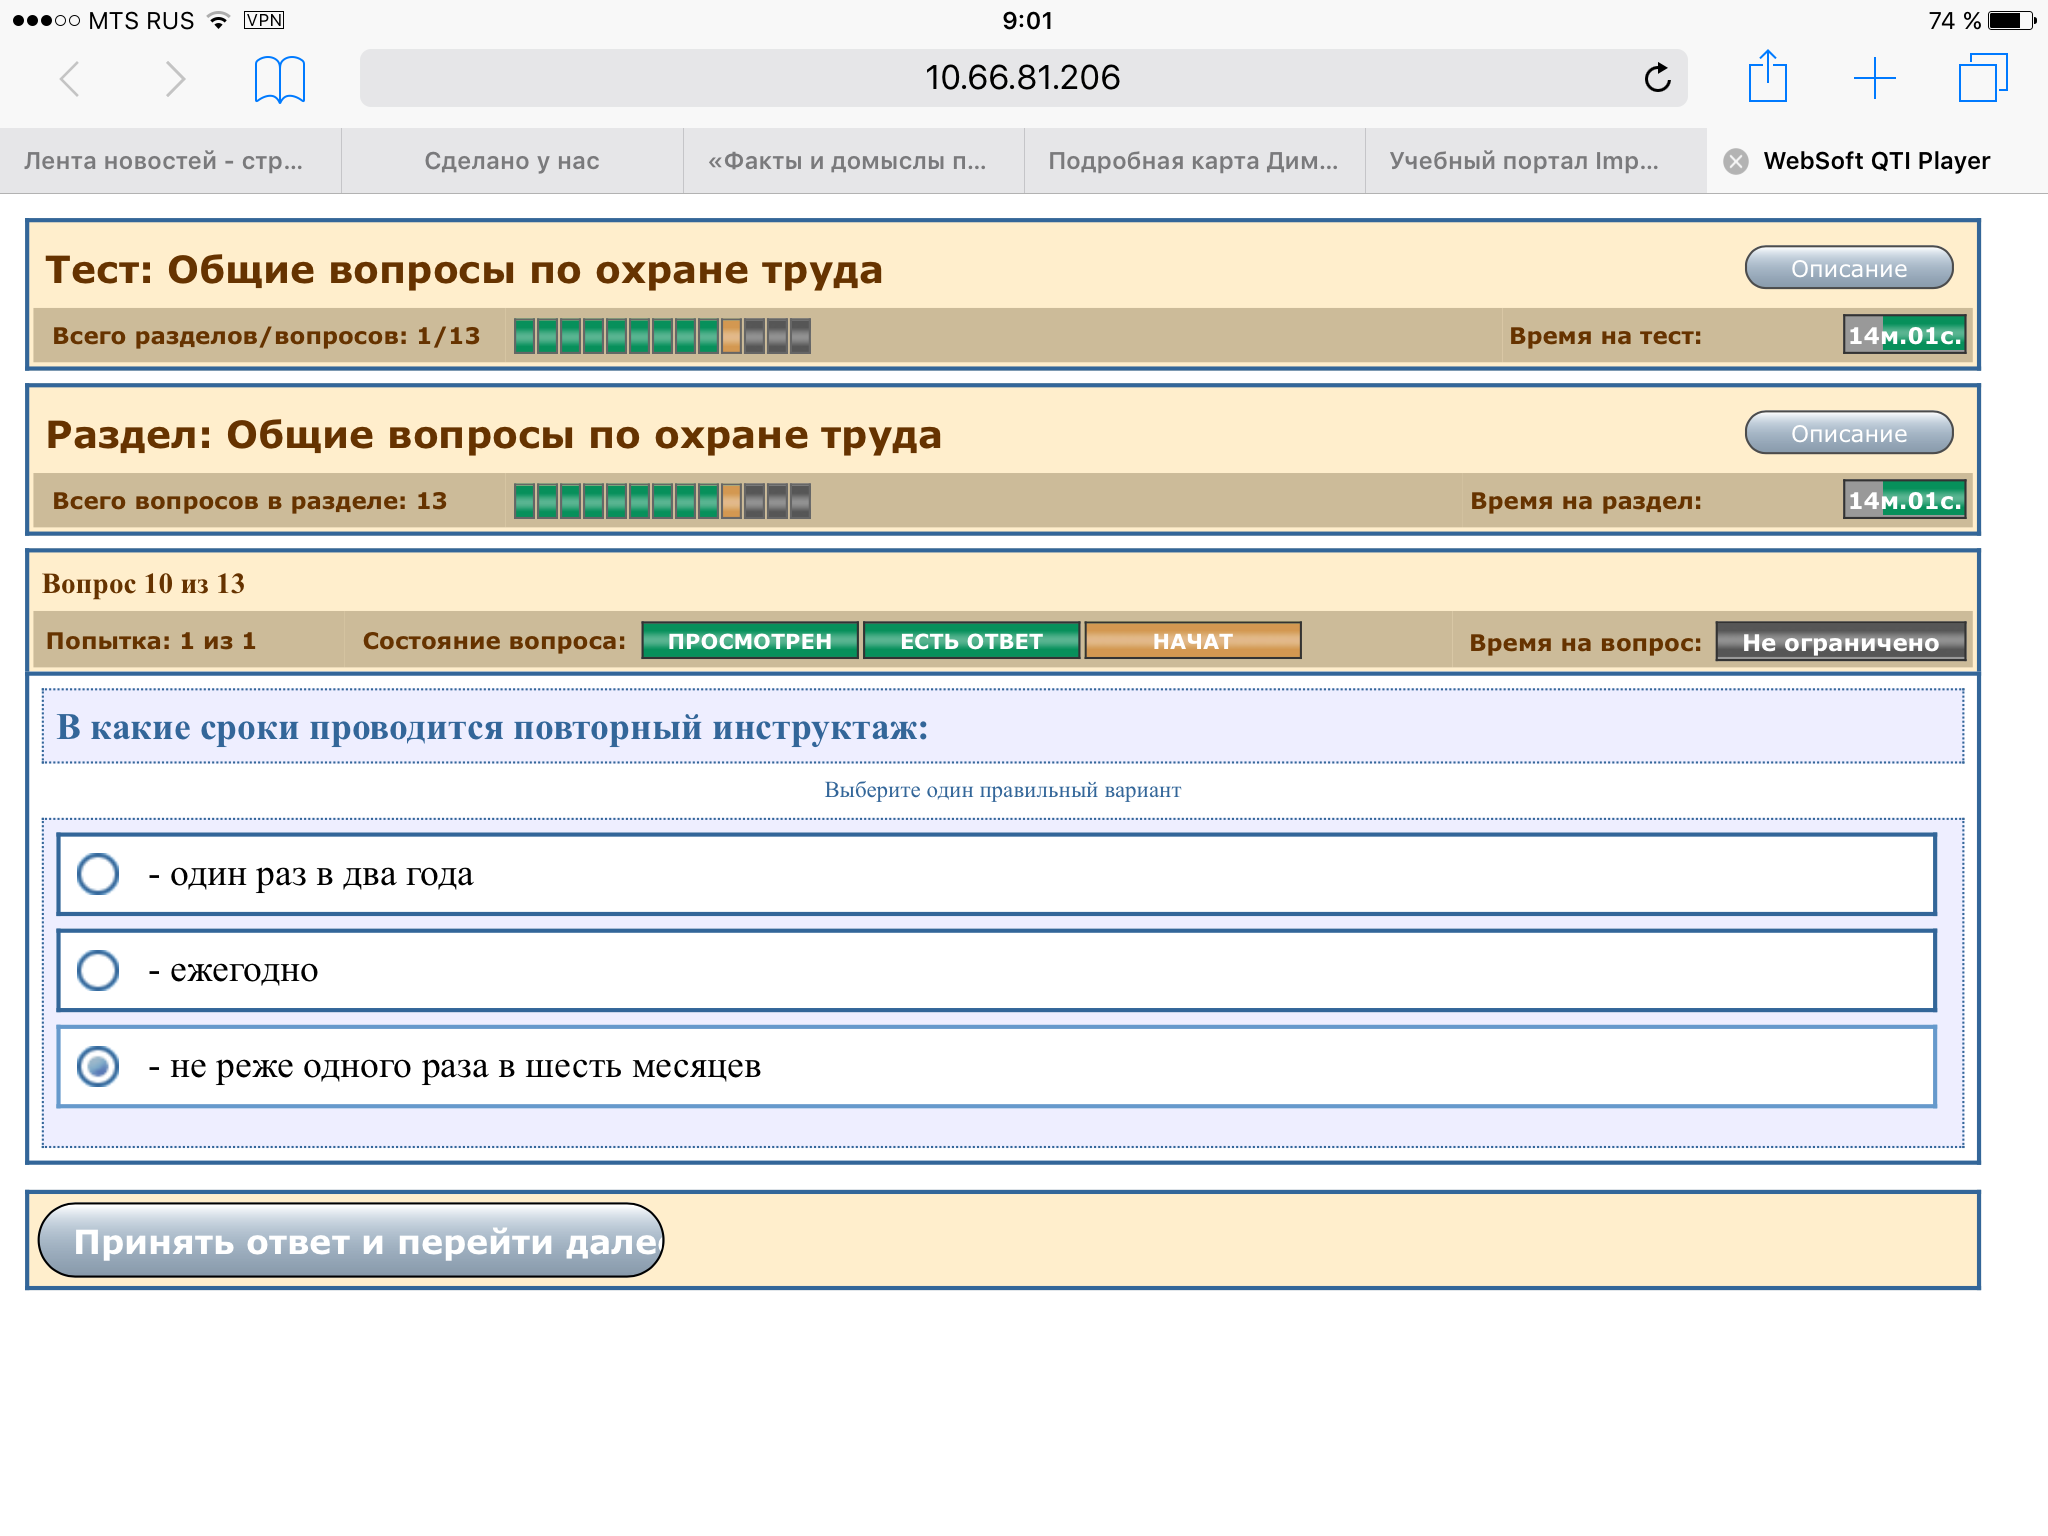 MTS RUS VPN 9:01 74 %
10.66.81.206
Лента новостей - стр... Сделано у нас «Факты и домыслы п... Подробная карта Дим... Учебный портал Imp... WebSoft QTI Player
Тест: Общие вопросы по охране труда Описание
Всего разделов/вопросов: 1/13 Время на тест: 14м.01с.
Раздел: Общие вопросы по охране труда Описание
Всего вопросов в разделе: 13 Время на раздел: 14м.01с.
Вопрос 10 из 13
Попытка: 1 из 1 Состояние вопроса: ПРОСМОТРЕН ЕСТЬ ОТВЕТ НАЧАТ Время на вопрос: Не ограничено
В какие сроки проводится повторный инструктаж:
Выберите один правильный вариант
- один раз в два года
- ежегодно
- не реже одного раза в шесть месяцев
Принять ответ и перейти дале